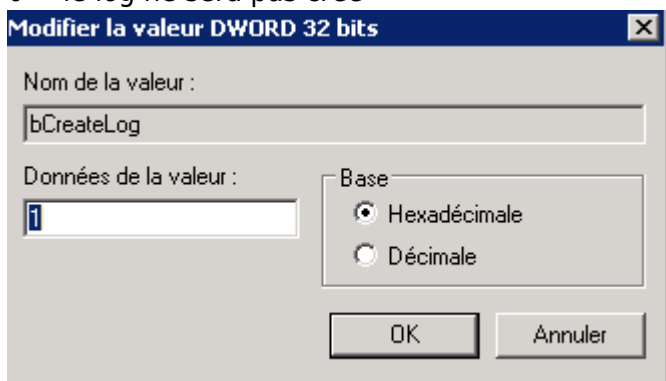 Modifier la valeur DWORD 32 bits
Nom de la valeur :
bCreateLog
Données de la valeur :
1
Base
Hexadécimale
Décimale
OK
Annuler